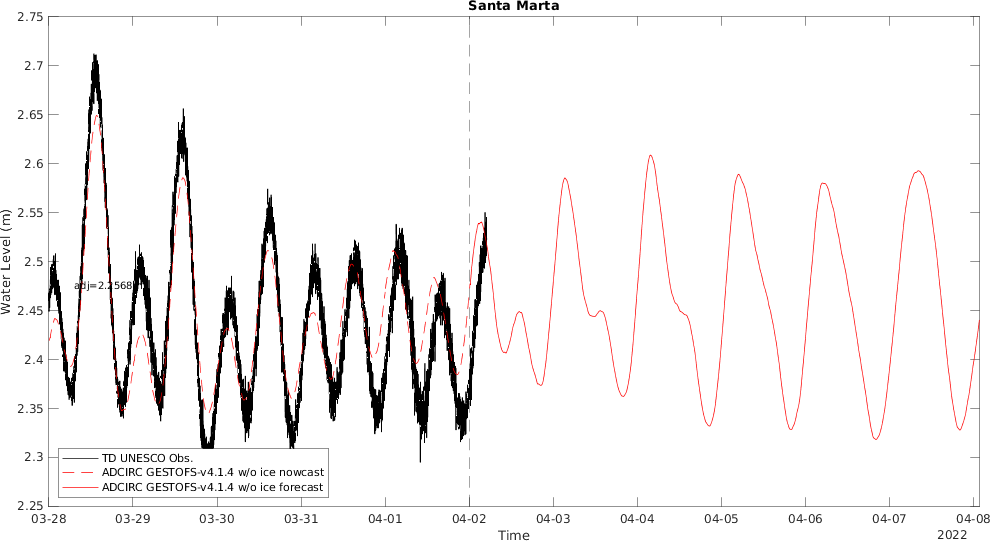 Santa Marta
2.75
2.7
2.65
2.6
2.55
2.5
2.45
2.4
2.35
2.3
2.25
Water Level (m)
adj=2.2568
TD UNESCO Obs.
ADCIRC GESTOFS-v4.1.4 w/o ice nowcast
ADCIRC GESTOFS-v4.1.4 w/o ice forecast
03-28 03-29 03-30 03-31 04-01 04-02 04-03 04-04 04-05 04-06 04-07 04-08
Time
2022